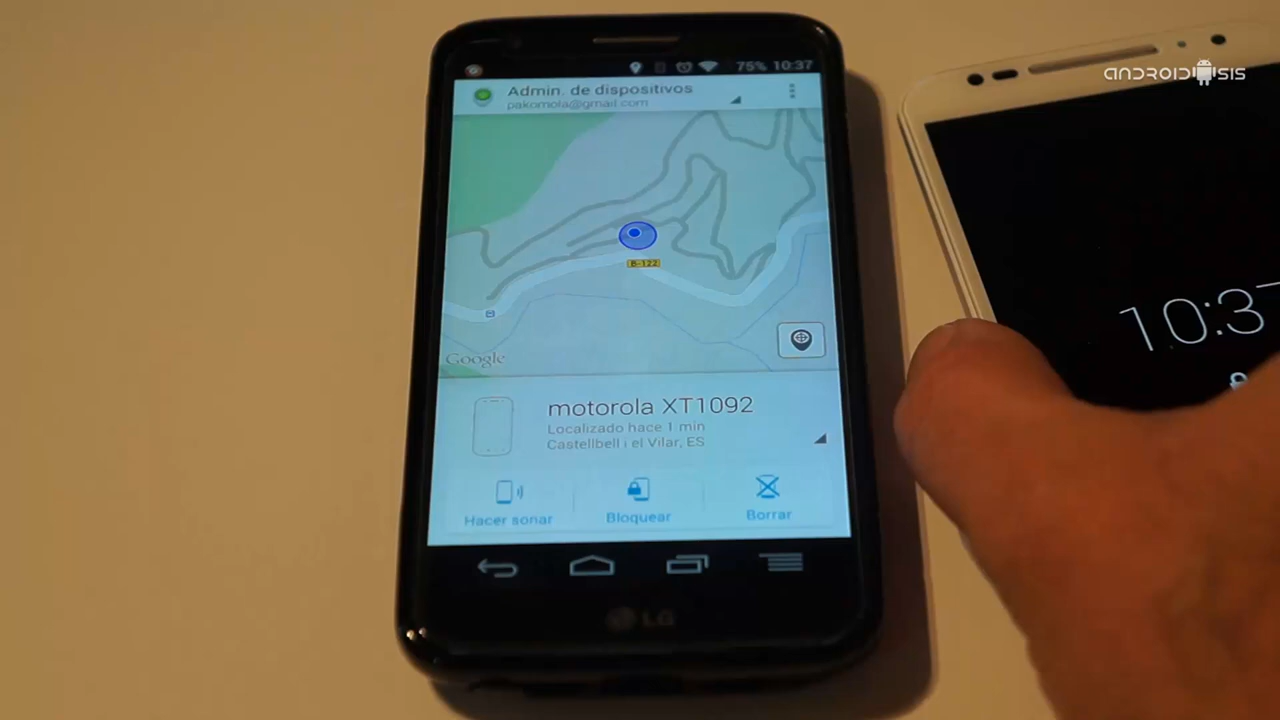 ANDROIDSIS
75% 10:37
Admin. de dispositivos
pakomola@gmail.com
B-122
Google
motorola XT1092
Localizado hace 1 min
Castellbell i el Vilar, ES
Hacer sonar
Bloquear
Borrar
LG
10:37